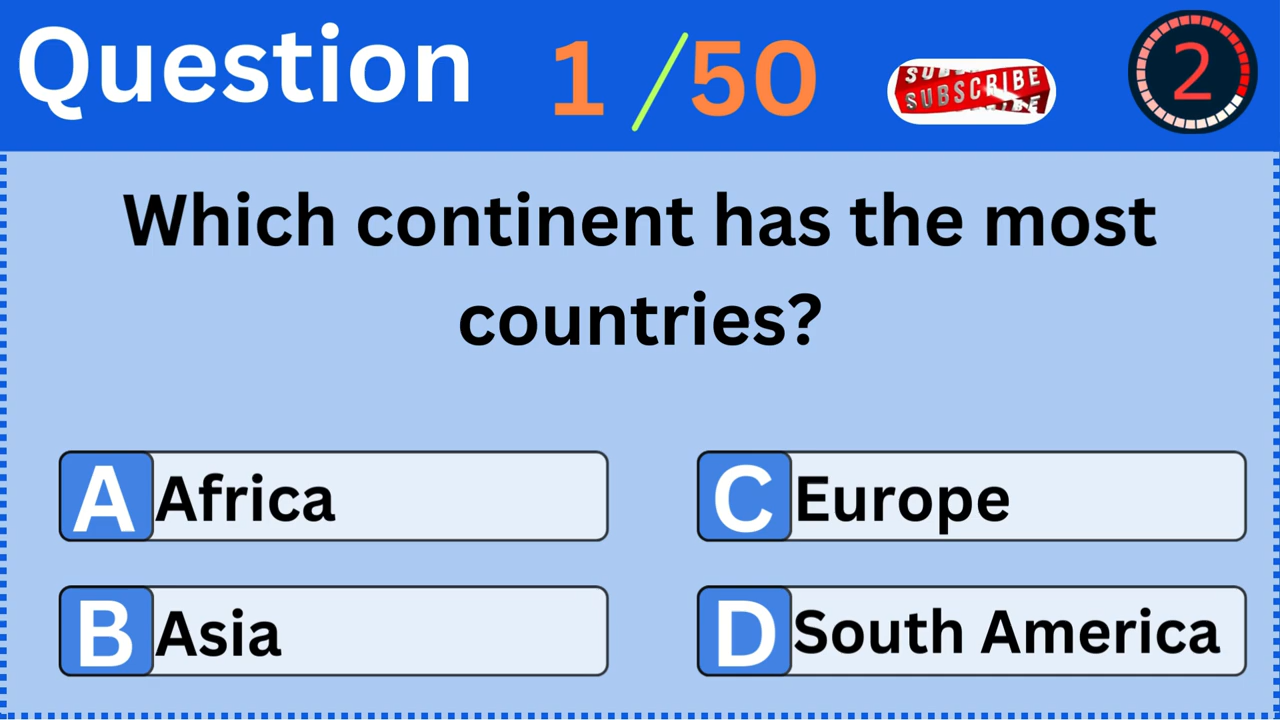 Question 1 /50
SUBSCRIBE
2
Which continent has the most
countries?
A Africa
B Asia
C Europe
D South America